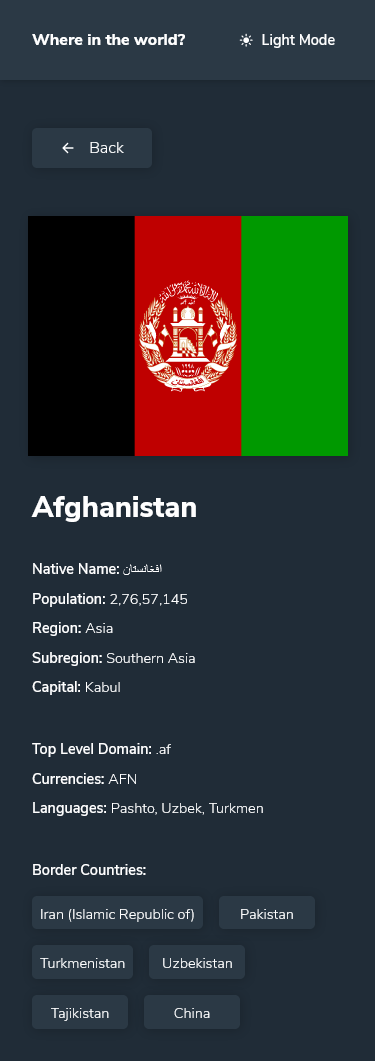 Where in the world?
Light Mode
Back
Afghanistan
Native Name: افغانستان
Population: 2,76,57,145
Region: Asia
Subregion: Southern Asia
Capital: Kabul
Top Level Domain: .af
Currencies: AFN
Languages: Pashto, Uzbek, Turkmen
Border Countries:
Iran (Islamic Republic of)
Pakistan
Turkmenistan
Uzbekistan
Tajikistan
China